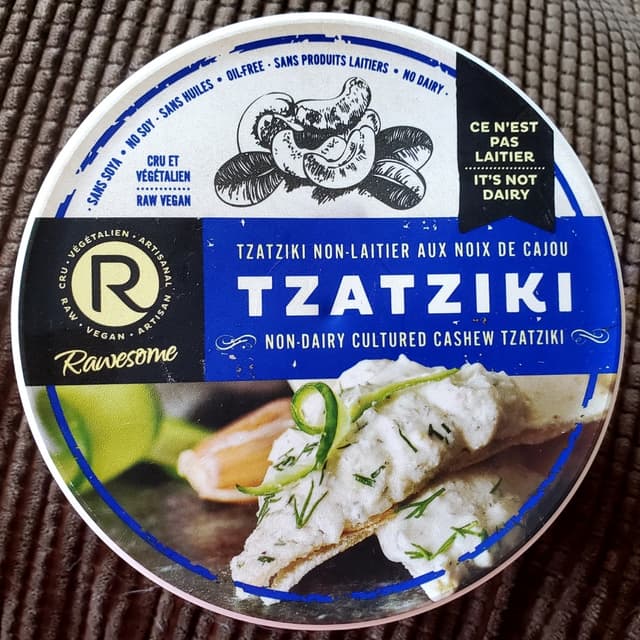 · SANS SOYA • NO SOY · SANS HUILES • OIL-FREE · SANS PRODUITS LAITIERS • NO DAIRY ·
CRU ET
VÉGÉTALIEN
RAW VEGAN
CE N'EST
PAS
LAITIER
IT'S NOT
DAIRY
CRU · VÉGÉTALIEN · ARTISANAL ·
R
RAW · VEGAN · ARTISAN
Rawesome
TZATZIKI NON-LAITIER AUX NOIX DE CAJOU
TZATZIKI
NON-DAIRY CULTURED CASHEW TZATZIKI